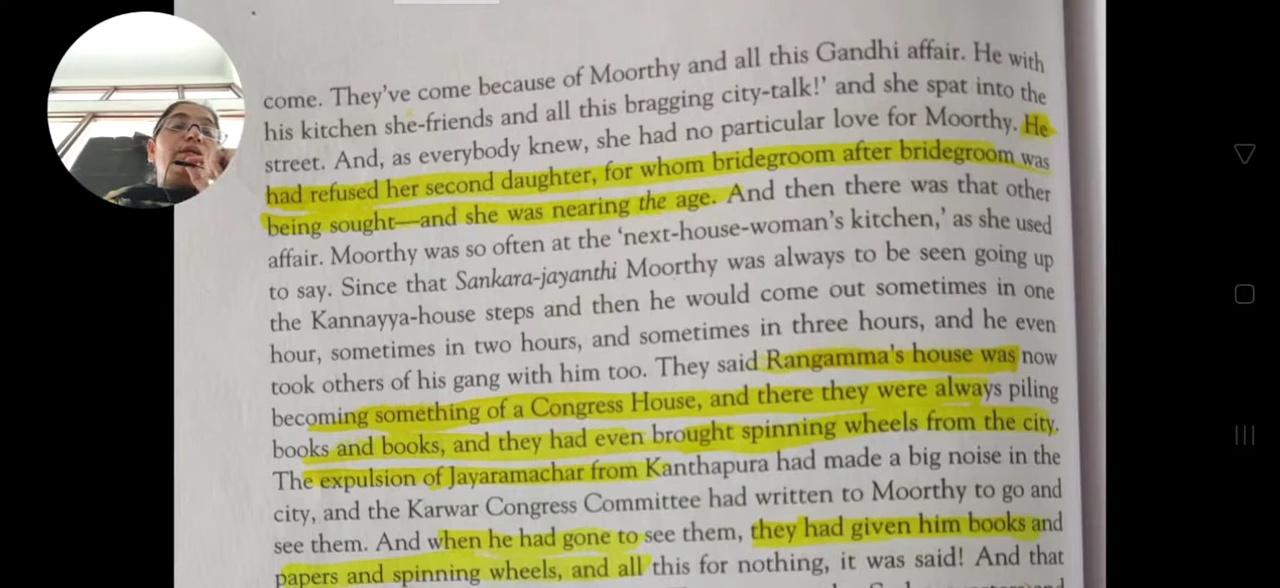 come. They've come because of Moorthy and all this Gandhi affair. He with
his kitchen she-friends and all this bragging city-talk!' and she spat into the
street. And, as everybody knew, she had no particular love for Moorthy. He
had refused her second daughter, for whom bridegroom after bridegroom was
being sought—and she was nearing the age. And then there was that other
affair. Moorthy was so often at the 'next-house-woman's kitchen,' as she used
to say. Since that Sankara-jayanthi Moorthy was always to be seen going up
the Kannayya-house steps and then he would come out sometimes in one
hour, sometimes in two hours, and sometimes in three hours, and he even
took others of his gang with him too. They said Rangamma's house was now
becoming something of a Congress House, and there they were always piling
books and books, and they had even brought spinning wheels from the city.
The expulsion of Jayaramachar from Kanthapura had made a big noise in the
city, and the Karwar Congress Committee had written to Moorthy to go and
see them. And when he had gone to see them, they had given him books and
papers and spinning wheels, and all this for nothing, it was said! And that